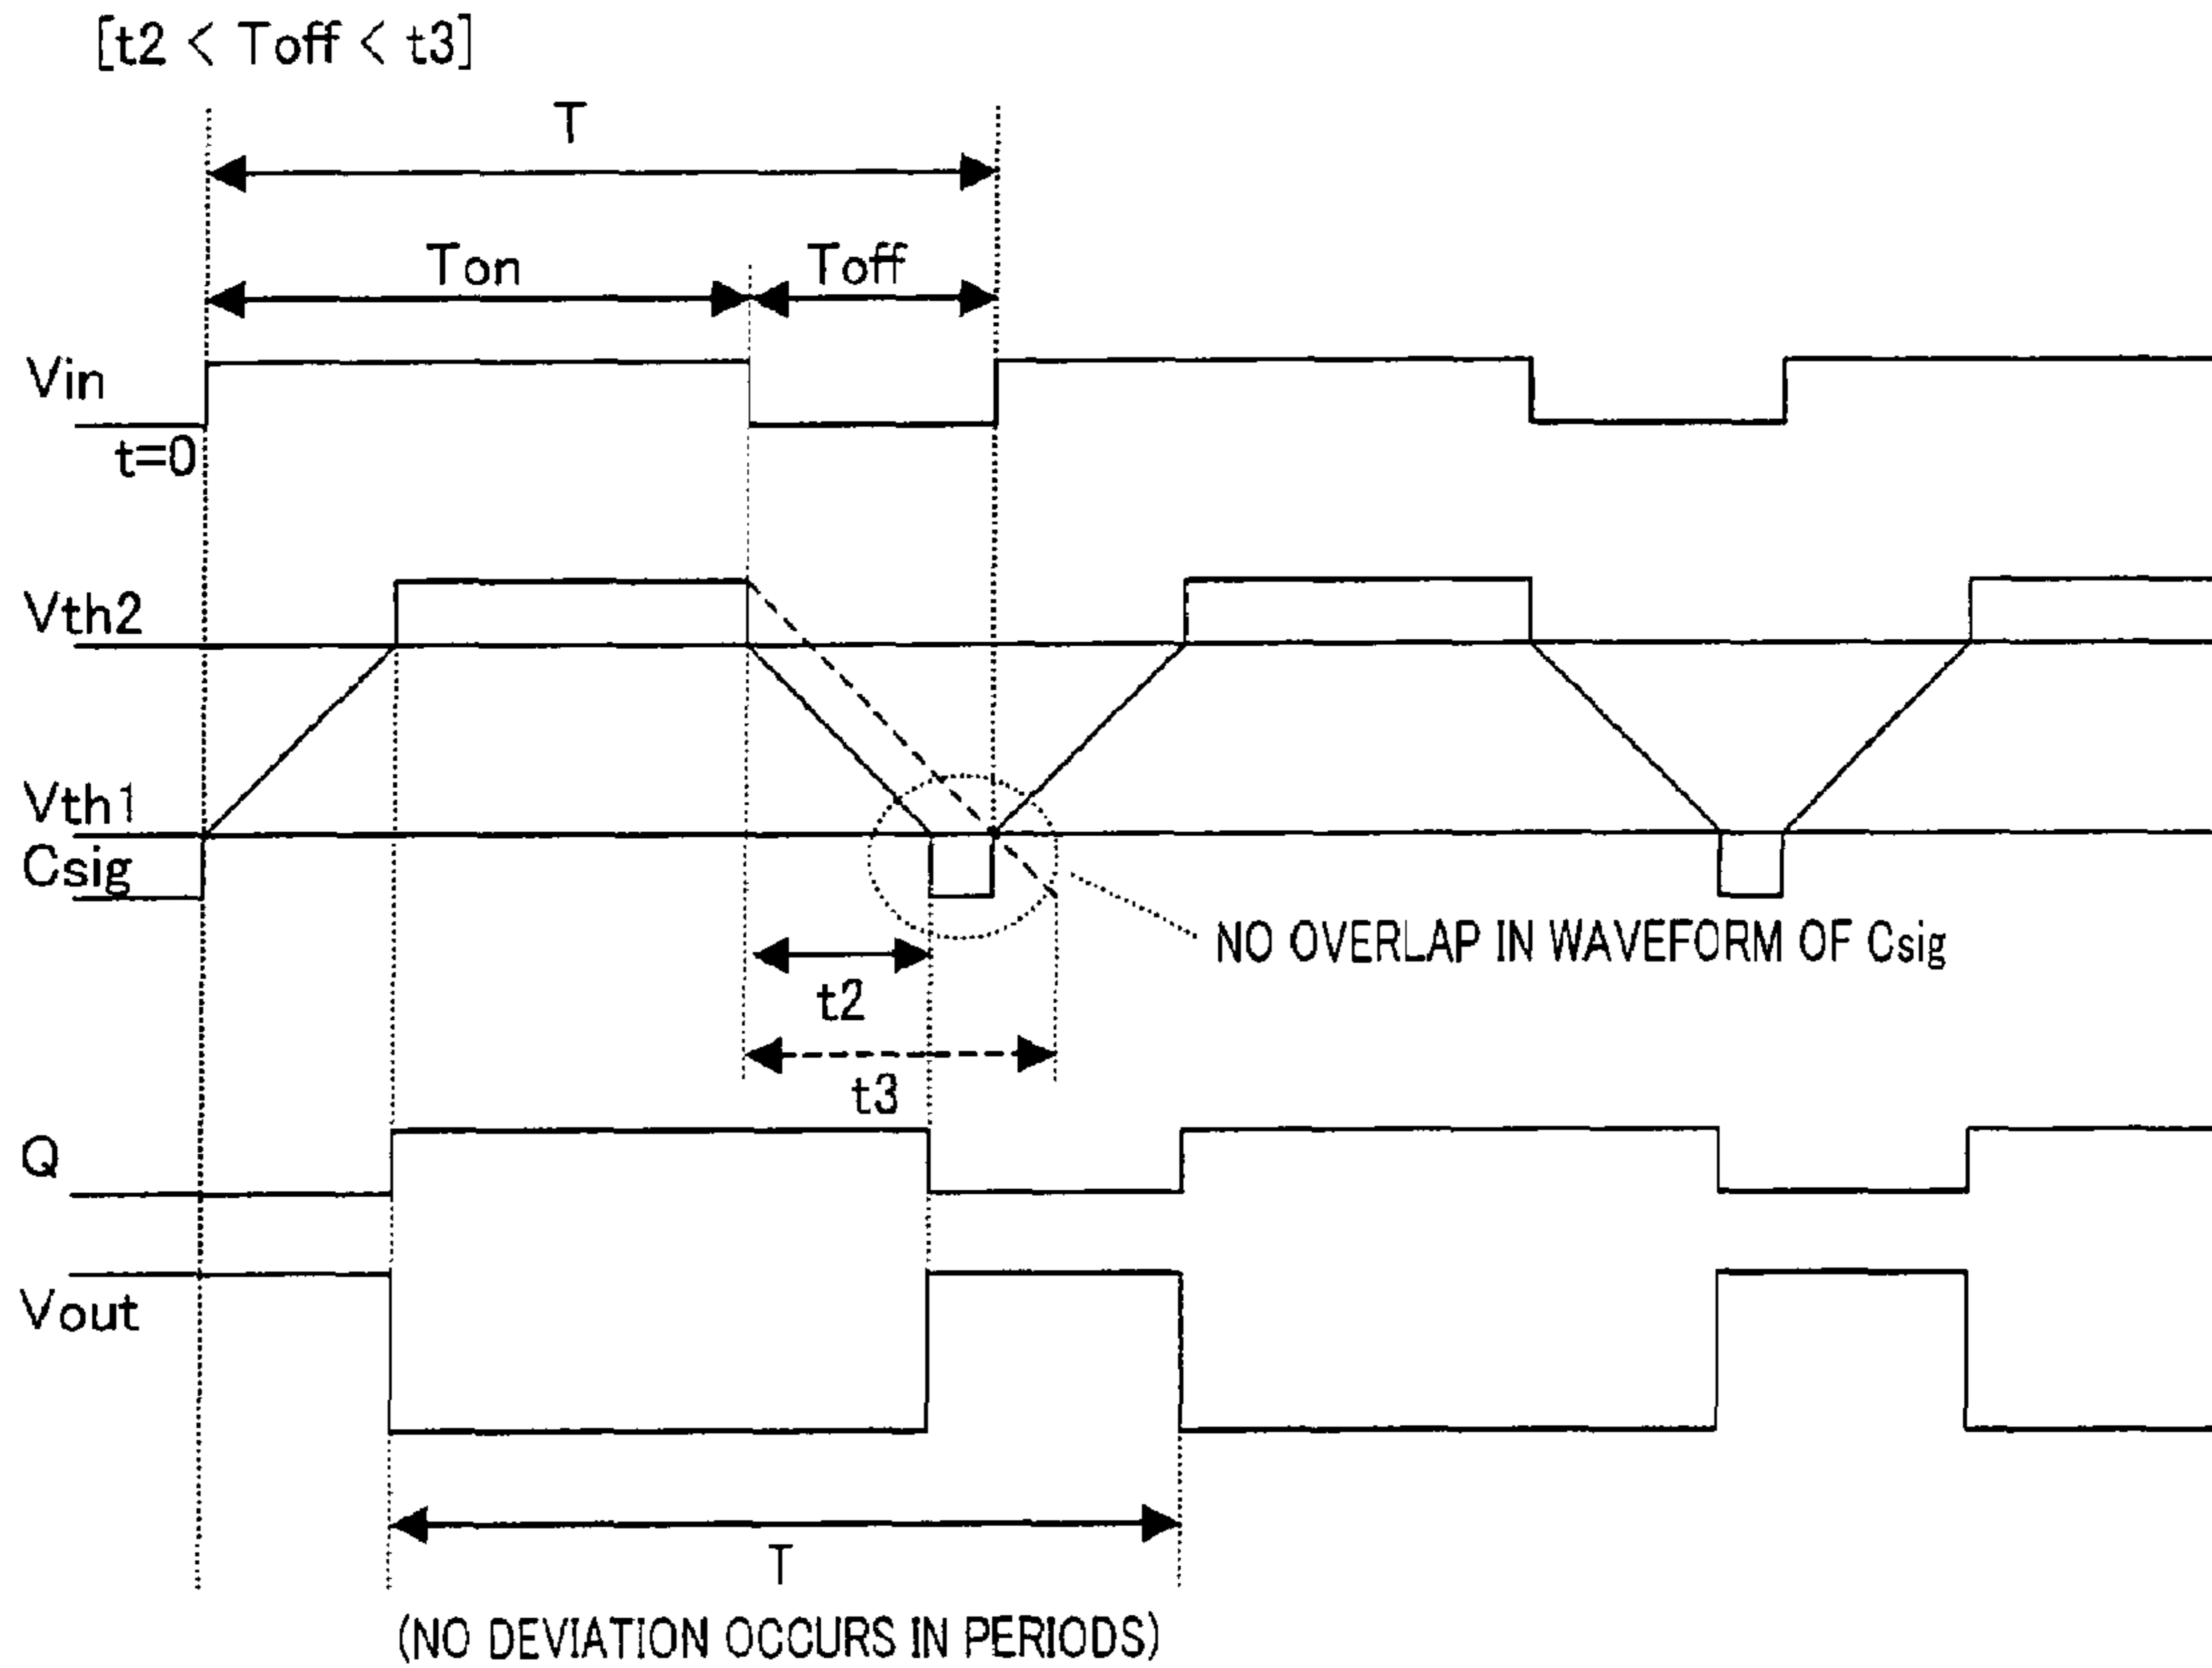 [t2 < Toff < t3]
T
Ton
Toff
Vin
t=0
Vth2
Vth1
Csig
NO OVERLAP IN WAVEFORM OF Csig
t2
t3
Q
Vout
T
(NO DEVIATION OCCURS IN PERIODS)